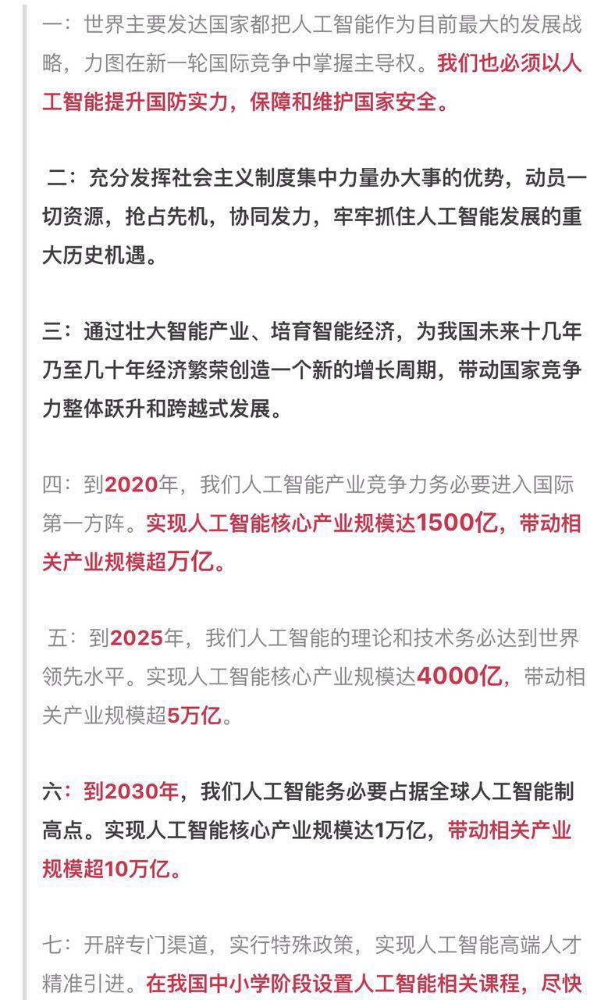 一：世界主要发达国家都把人工智能作为目前最大的发展战
略，力图在新一轮国际竞争中掌握主导权。我们也必须以人
工智能提升国防实力，保障和维护国家安全。
二：充分发挥社会主义制度集中力量办大事的优势，动员一
切资源，抢占先机，协同发力，牢牢抓住人工智能发展的重
大历史机遇。
三：通过壮大智能产业、培育智能经济，为我国未来十几年
乃至几十年经济繁荣创造一个新的增长周期，带动国家竞争
力整体跃升和跨越式发展。
四：到2020年，我们人工智能产业竞争力务必要进入国际
第一方阵。实现人工智能核心产业规模达1500亿，带动相
关产业规模超万亿。
五：到2025年，我们人工智能的理论和技术务必达到世界
领先水平。实现人工智能核心产业规模达4000亿，带动相
关产业规模超5万亿。
六：到2030年，我们人工智能务必要占据全球人工智能制
高点。实现人工智能核心产业规模达1万亿，带动相关产业
规模超10万亿。
七：开辟专门渠道，实行特殊政策，实现人工智能高端人才
精准引进。在我国中小学阶段设置人工智能相关课程，尽快